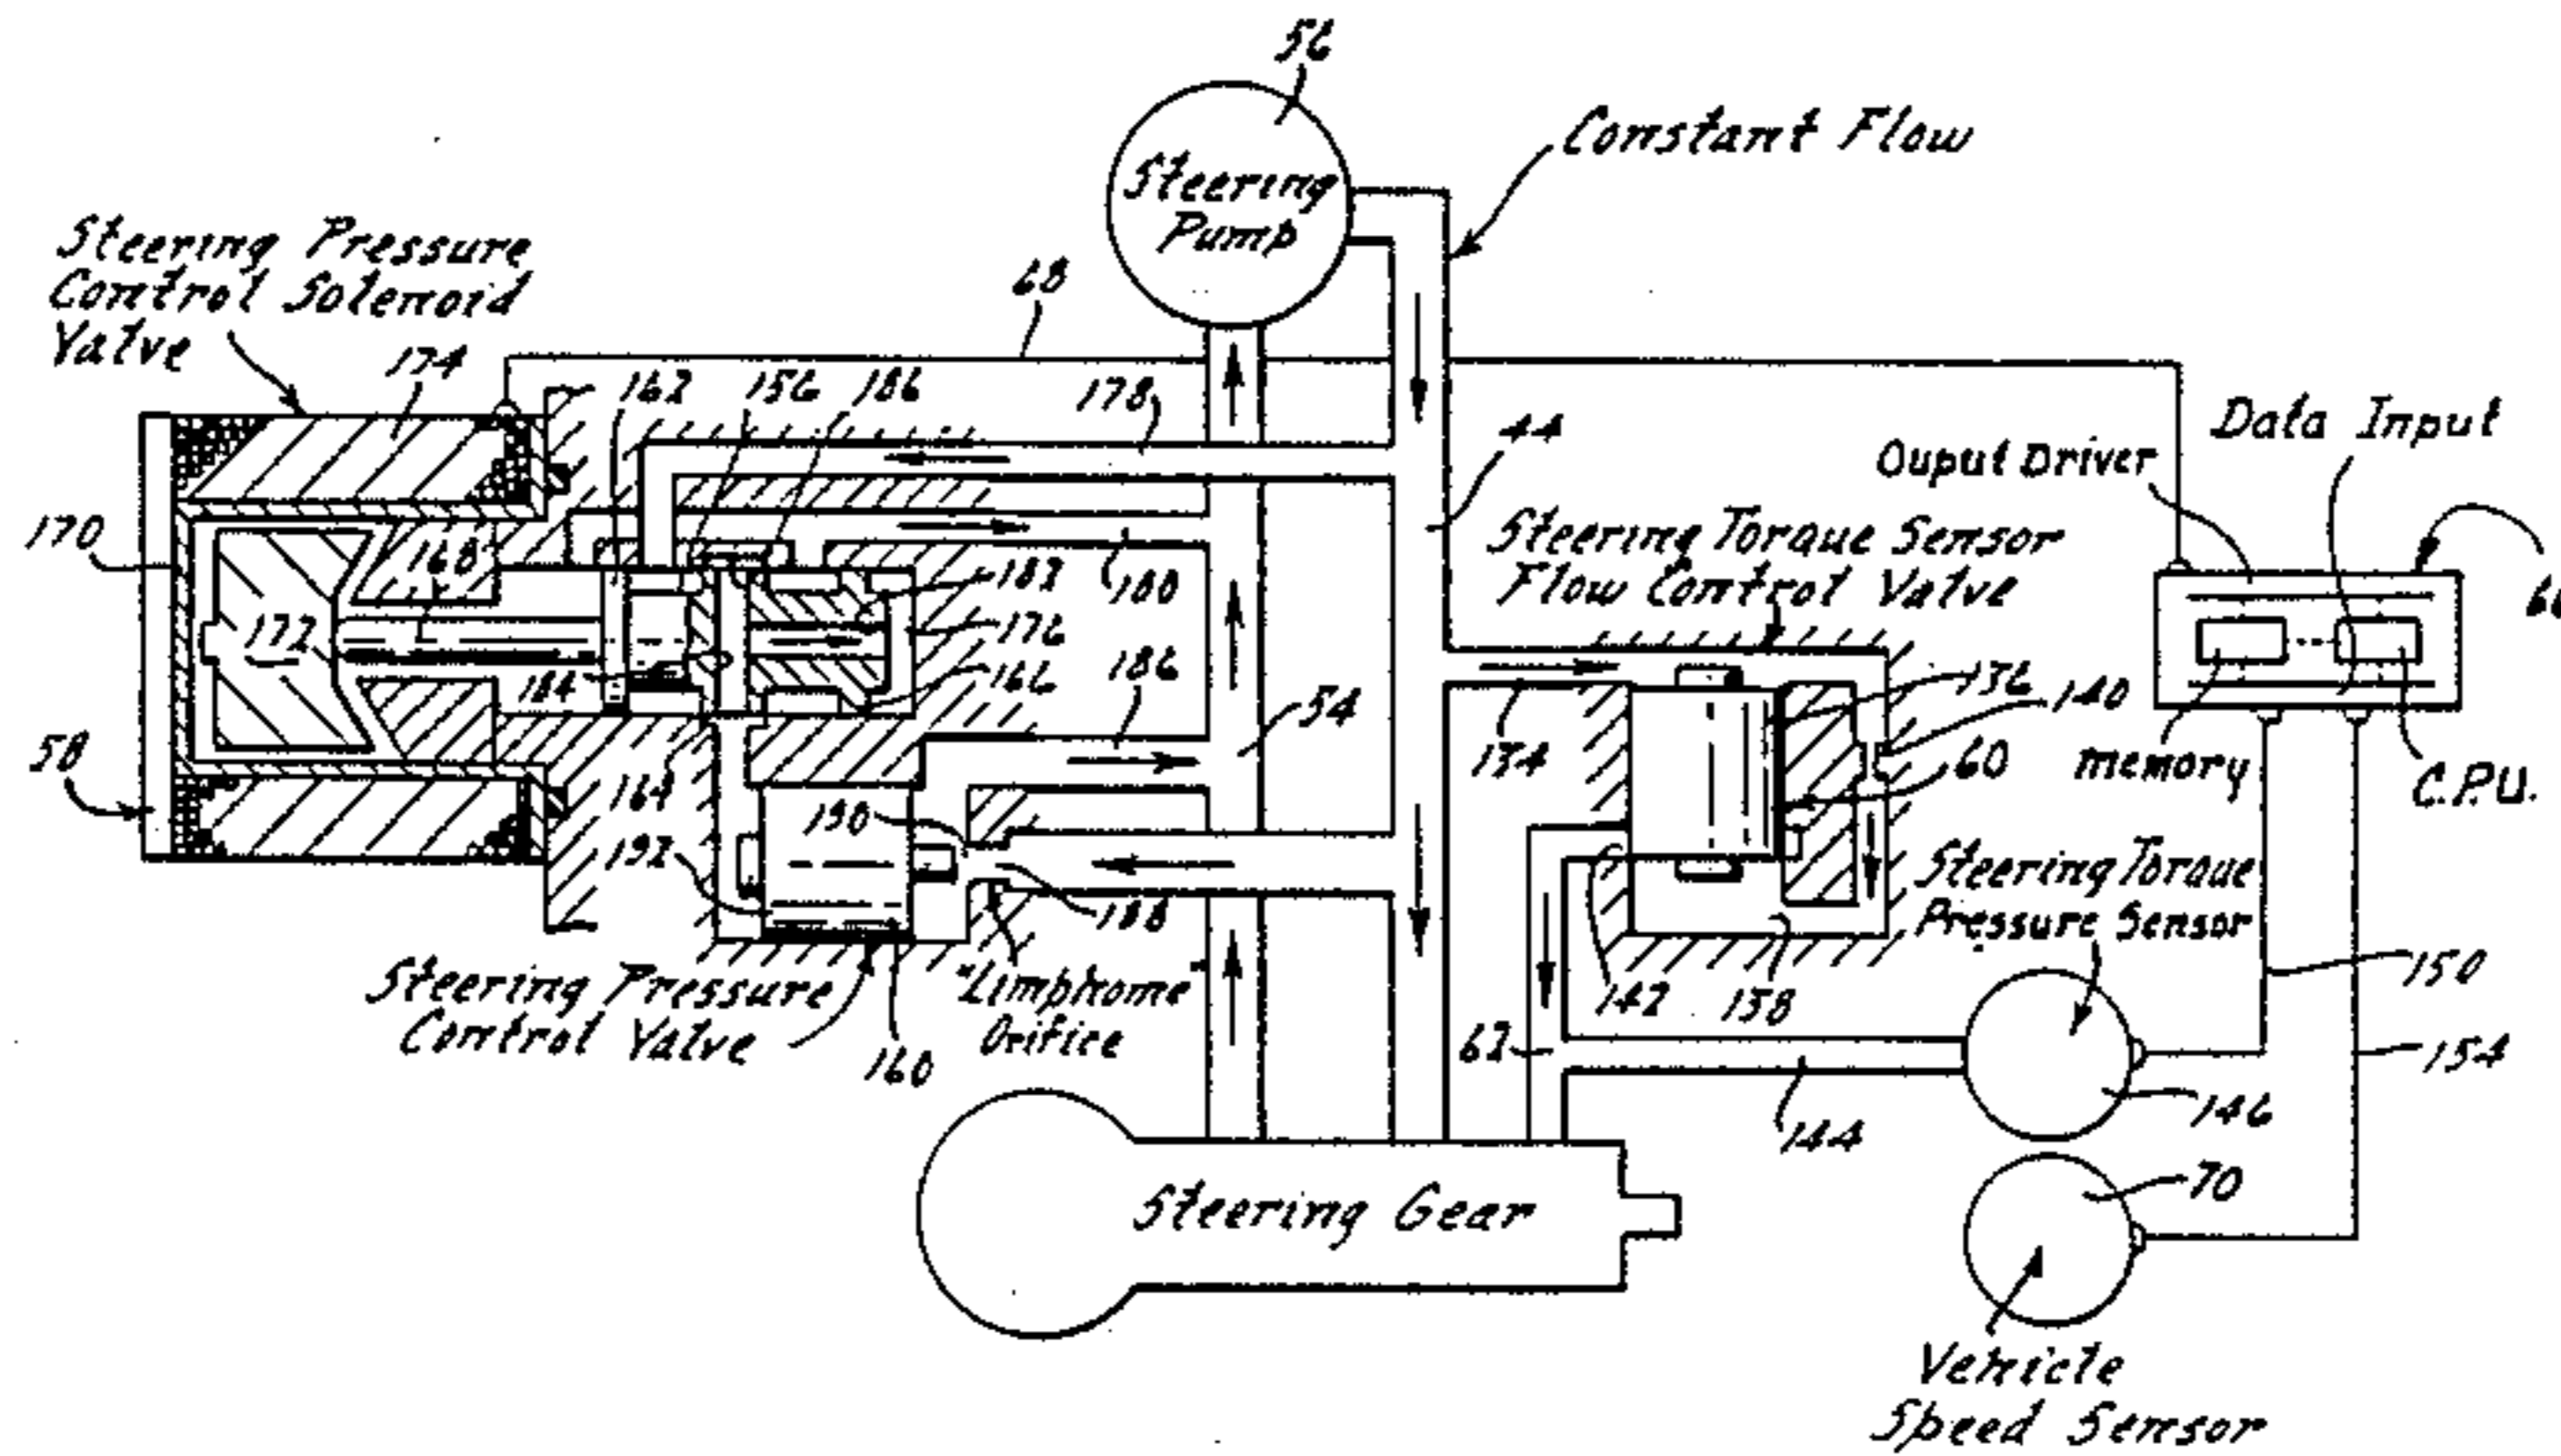 56
Constant Flow
Steering
Pump
Steering Pressure
Control Solenoid
Valve
68
174
162
156
186
178
44
Data Input
Ouput Driver
170
168
Steering Torque Sensor
Flow Control Valve
180
182
172
176
184
166
136
140
186
54
134
memory
60
C.P.U.
58
164
190
192
188
Steering Torque
Pressure Sensor
Steering Pressure
Control Valve
"Limphome"
Orifice
160
142
138
150
62
154
144
146
Steering Gear
70
Vehicle
Speed Sensor